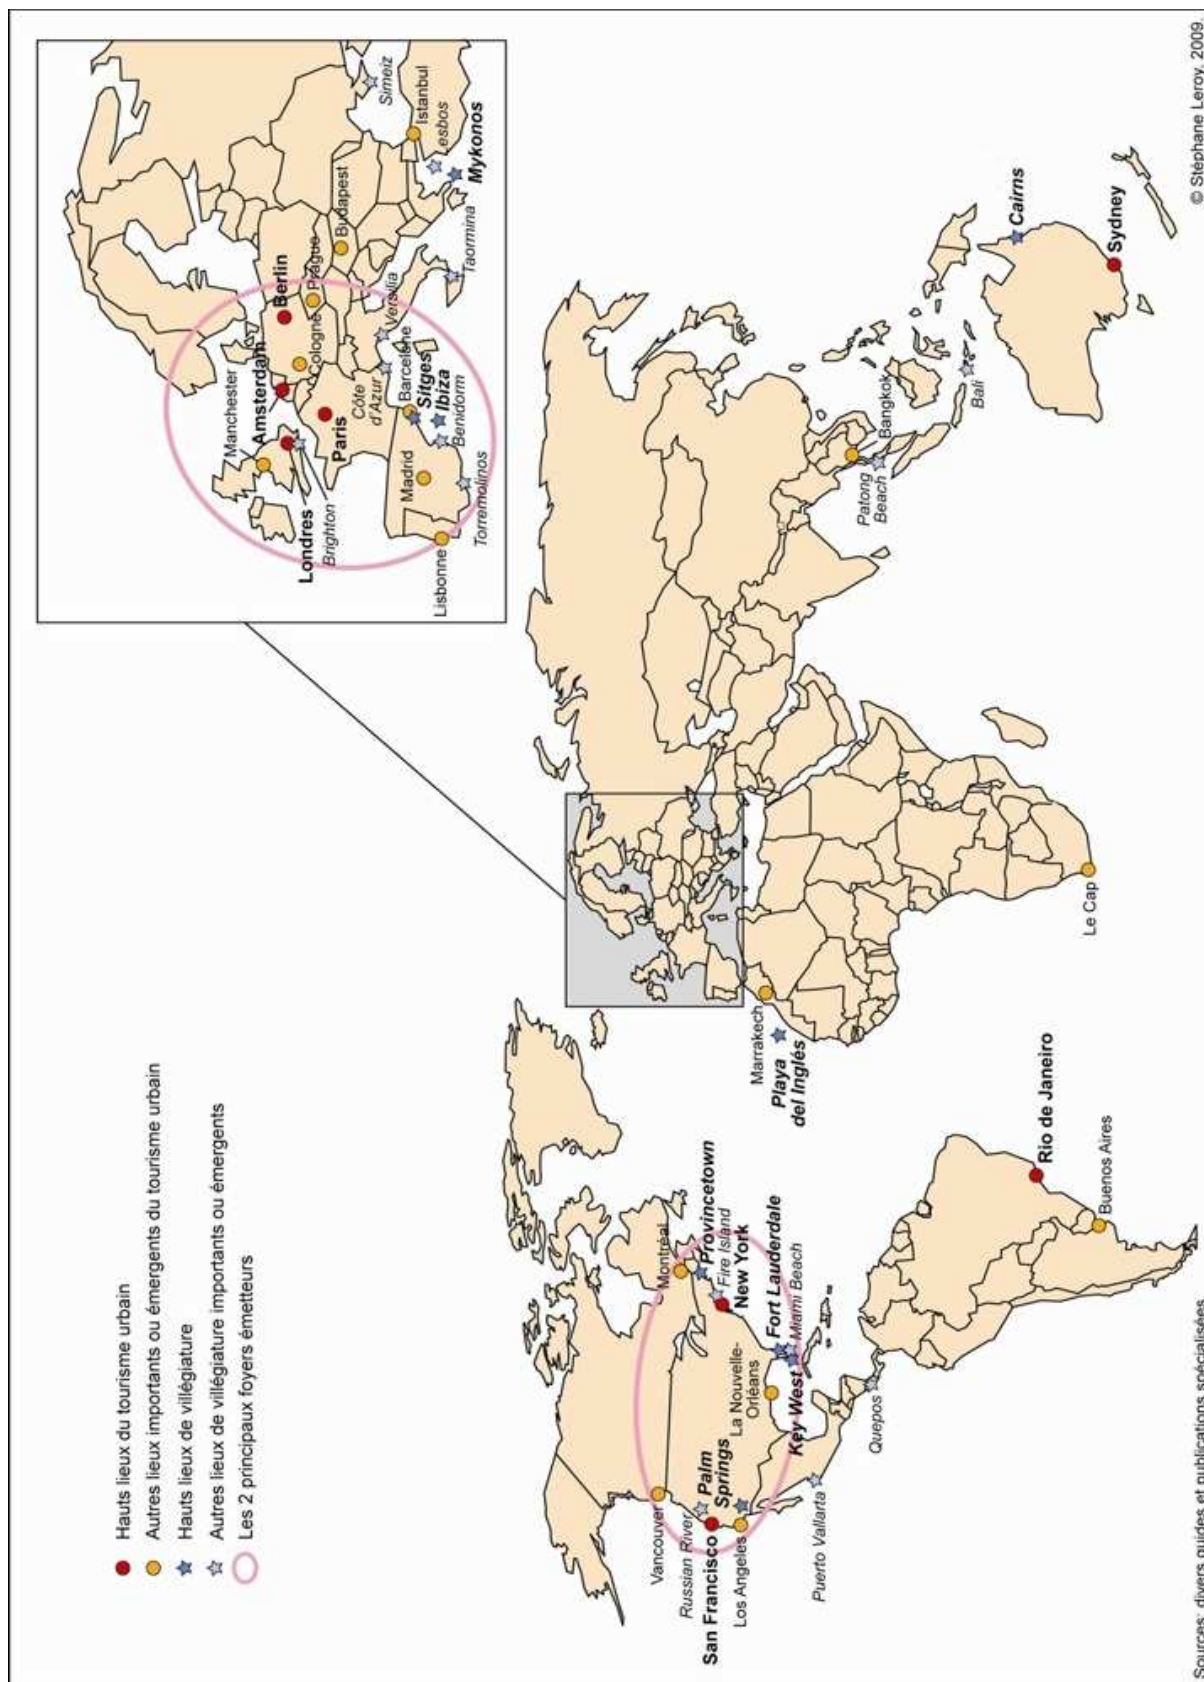 Hauts lieux du tourisme urbain
Autres lieux importants ou émergents du tourisme urbain
Hauts lieux de villégiature
Autres lieux de villégiature importants ou émergents
Les 2 principaux foyers émetteurs
Manchester
Amsterdam
Berlin
Londres
Brighton
Cologne
Prague
Budapest
Paris
Côte
d'Azur
Versilia
Simeiz
Istanbul
esbos
Mykonos
Taormina
Barcelone
Sitges
Ibiza
Benidorm
Madrid
Lisbonne
Torremolinos
Vancouver
Montréal
Russian River
Palm
Springs
San Francisco
Los Angeles
Provincetown
Fire Island
New York
La Nouvelle-
Orléans
Fort Lauderdale
Miami Beach
Key West
Puerto Vallarta
Quepos
Rio de Janeiro
Buenos Aires
Marrakech
Playa
del Inglés
Le Cap
Patong
Beach
Bangkok
Bali
Cairns
Sydney
Sources: divers guides et publications spécialisées
© Stéphane Leroy, 2009.